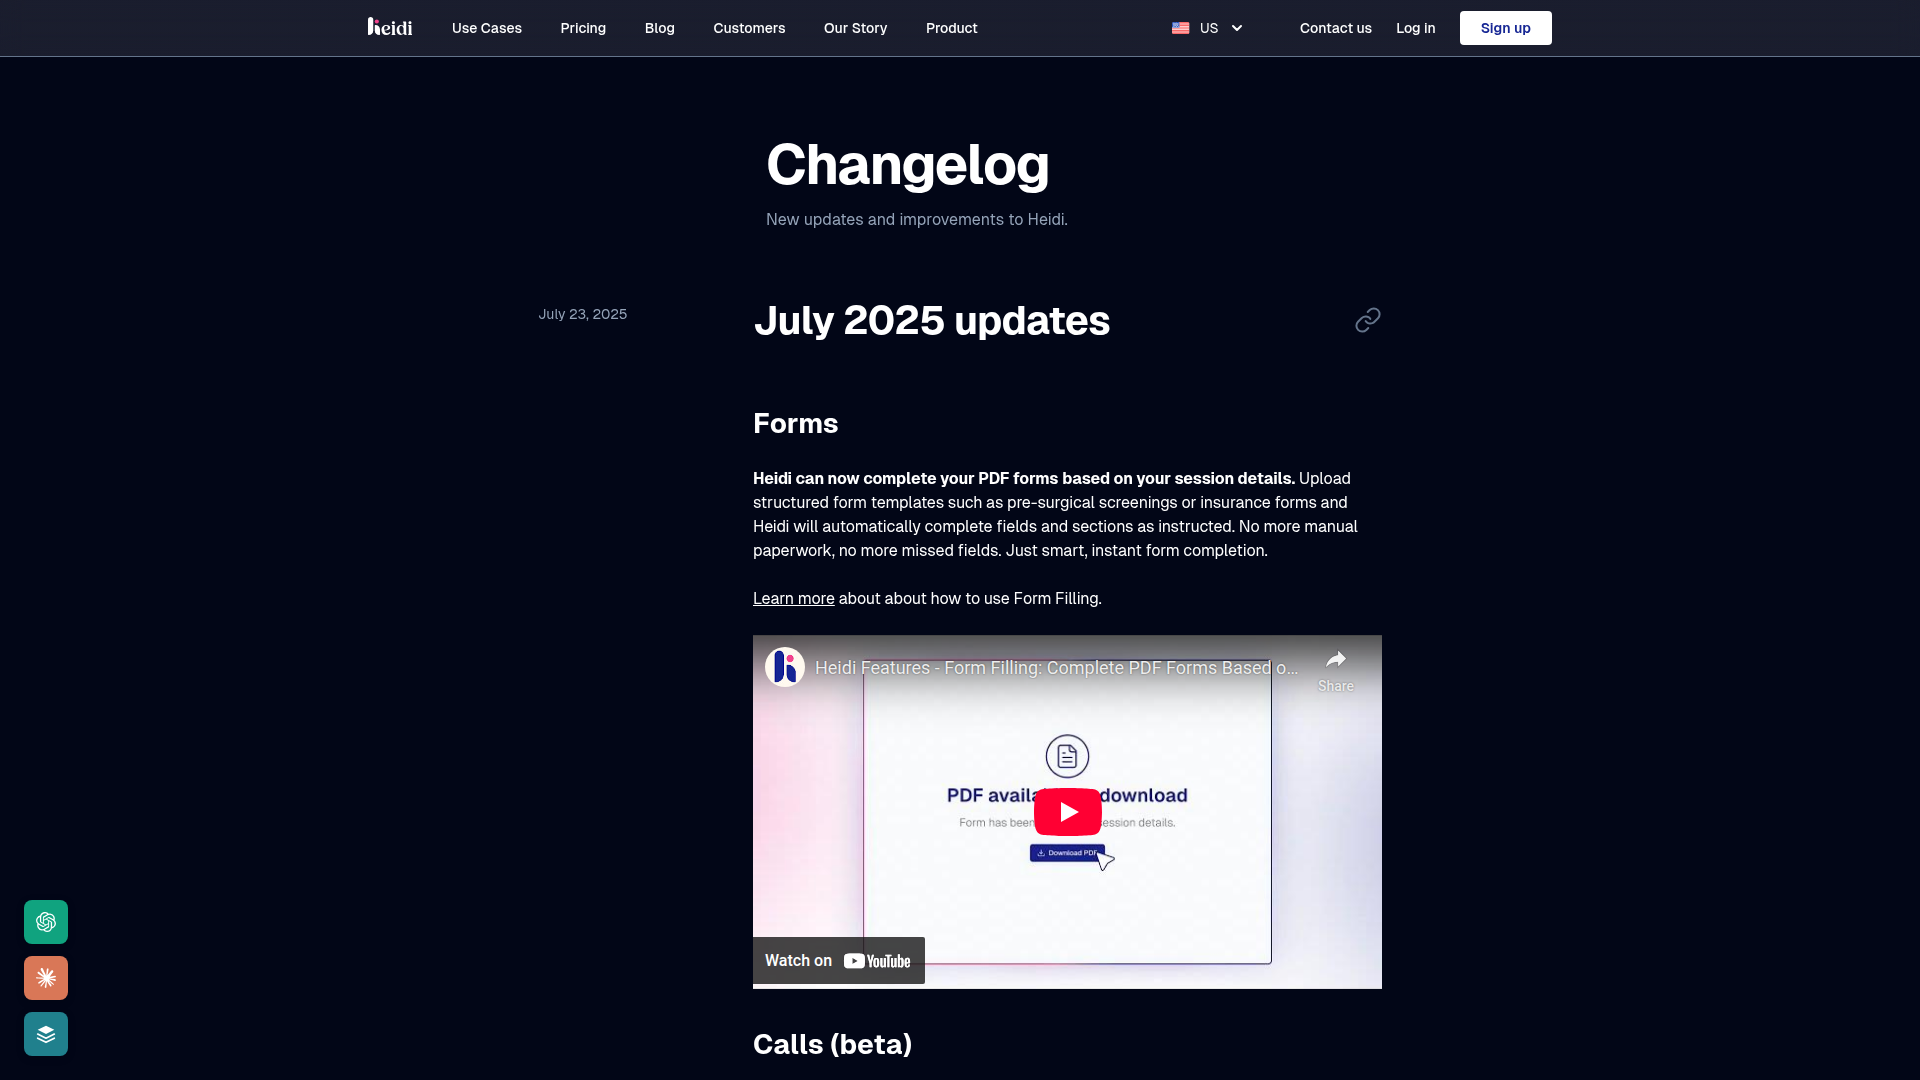 heidi Use Cases Pricing Blog Customers Our Story Product US Contact us Log in Sign up
Changelog
New updates and improvements to Heidi.
July 23, 2025
July 2025 updates
Forms
Heidi can now complete your PDF forms based on your session details. Upload
structured form templates such as pre-surgical screenings or insurance forms and
Heidi will automatically complete fields and sections as instructed. No more manual
paperwork, no more missed fields. Just smart, instant form completion.
Learn more about about how to use Form Filling.
Heidi Features - Form Filling: Complete PDF Forms Based o...
Share
PDF download
Form has been session details.
Download PDF
Watch on YouTube
Calls (beta)